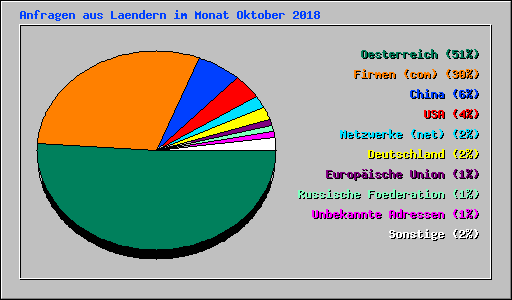 Anfragen aus Laendern im Monat Oktober 2018
Oesterreich (51%)
Firmen (com) (30%)
China (6%)
USA (4%)
Netzwerke (net) (2%)
Deutschland (2%)
Europäische Union (1%)
Russische Foederation (1%)
Unbekannte Adressen (1%)
Sonstige (2%)